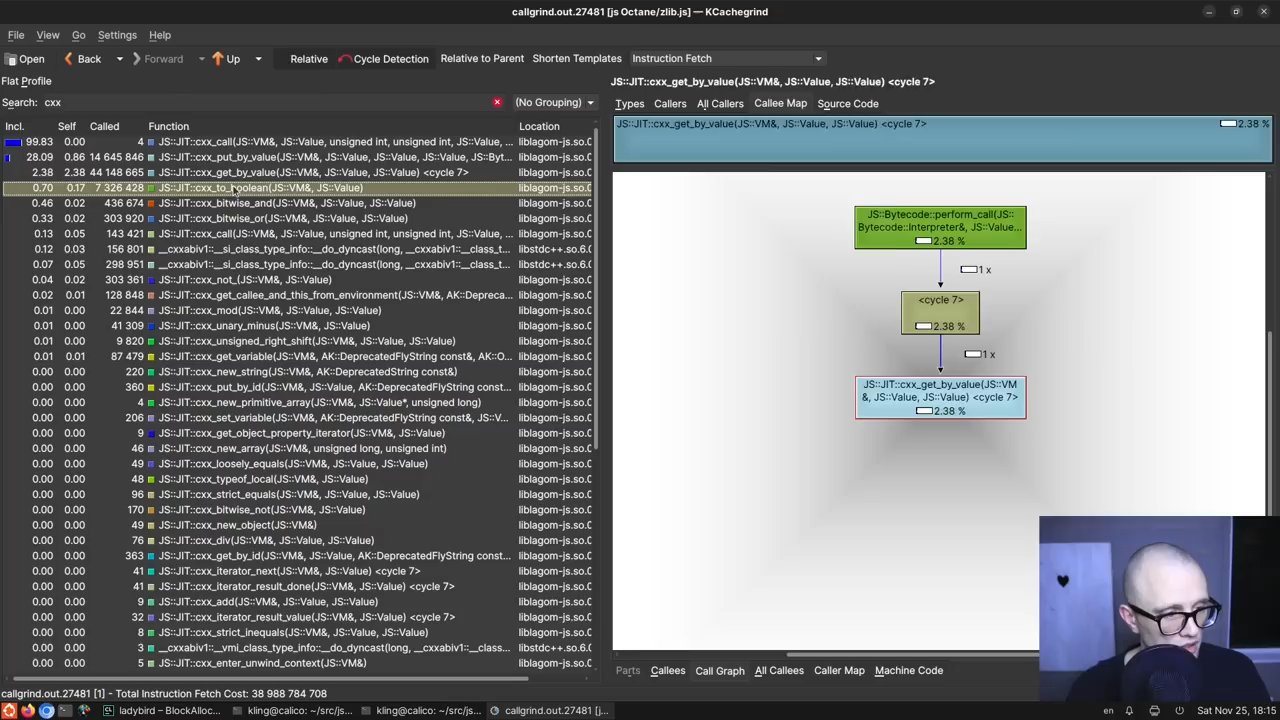 callgrind.out.27481 [js Octane/zlib.js] — KCachegrind
File View Go Settings Help
Open Back Forward Up Relative Cycle Detection Relative to Parent Shorten Templates Instruction Fetch
Flat Profile
Search: cxx (No Grouping)
Incl. Self Called Function Location
99.83 0.00 4 JS::JIT::cxx_call(JS::VM&, JS::Value, unsigned int, unsigned int, ... liblagom-js.so.0
28.09 0.86 14 645 846 JS::JIT::cxx_put_by_value(JS::VM&, JS::Value, JS::Value, JS::Value, JS::Byt... liblagom-js.so.0
2.38 2.38 44 148 665 JS::JIT::cxx_get_by_value(JS::VM&, JS::Value, JS::Value) <cycle 7> liblagom-js.so.0
0.70 0.17 7 326 428 JS::JIT::cxx_to_boolean(JS::VM&, JS::Value) liblagom-js.so.0
0.46 0.02 436 674 JS::JIT::cxx_bitwise_and(JS::VM&, JS::Value, JS::Value) liblagom-js.so.0
0.33 0.02 303 920 JS::JIT::cxx_bitwise_or(JS::VM&, JS::Value, JS::Value) liblagom-js.so.0
0.13 0.05 143 421 JS::JIT::cxx_call(JS::VM&, JS::Value, unsigned int, unsigned int, ... liblagom-js.so.0
0.12 0.03 156 801 __cxxabiv1::__si_class_type_info::__do_dyncast(long, __cxxabiv1::__class_t... libstdc++.so.6.0
0.07 0.05 298 951 __cxxabiv1::__si_class_type_info::__do_dyncast(long, __cxxabiv1::__class_t... libstdc++.so.6.0
0.04 0.02 303 361 JS::JIT::cxx_not_(JS::VM&, JS::Value) liblagom-js.so.0
0.02 0.01 128 848 JS::JIT::cxx_get_callee_and_this_from_environment(JS::VM&, AK::Depreca... liblagom-js.so.0
0.01 0.00 22 844 JS::JIT::cxx_mod(JS::VM&, JS::Value, JS::Value) liblagom-js.so.0
0.01 0.00 41 309 JS::JIT::cxx_unary_minus(JS::VM&, JS::Value) liblagom-js.so.0
0.01 0.00 9 820 JS::JIT::cxx_unsigned_right_shift(JS::VM&, JS::Value, JS::Value) liblagom-js.so.0
0.01 0.01 87 479 JS::JIT::cxx_get_variable(JS::VM&, AK::DeprecatedFlyString const&, AK::O... liblagom-js.so.0
0.00 0.00 220 JS::JIT::cxx_new_string(JS::VM&, AK::DeprecatedString const&) liblagom-js.so.0
0.00 0.00 360 JS::JIT::cxx_put_by_id(JS::VM&, AK::DeprecatedFlyString const&, ... liblagom-js.so.0
0.00 0.00 4 JS::JIT::cxx_new_primitive_array(JS::VM&, JS::Value*, unsigned long) liblagom-js.so.0
0.00 0.00 206 JS::JIT::cxx_set_variable(JS::VM&, AK::DeprecatedFlyString const&, JS::V... liblagom-js.so.0
0.00 0.00 9 JS::JIT::cxx_get_object_property_iterator(JS::VM&, JS::Value) liblagom-js.so.0
0.00 0.00 46 JS::JIT::cxx_new_array(JS::VM&, unsigned long, unsigned int) liblagom-js.so.0
0.00 0.00 49 JS::JIT::cxx_loosely_equals(JS::VM&, JS::Value, JS::Value) liblagom-js.so.0
0.00 0.00 48 JS::JIT::cxx_typeof_local(JS::VM&, JS::Value) liblagom-js.so.0
0.00 0.00 96 JS::JIT::cxx_strict_equals(JS::VM&, JS::Value, JS::Value) liblagom-js.so.0
0.00 0.00 170 JS::JIT::cxx_bitwise_not(JS::VM&, JS::Value) liblagom-js.so.0
0.00 0.00 49 JS::JIT::cxx_new_object(JS::VM&) liblagom-js.so.0
0.00 0.00 76 JS::JIT::cxx_div(JS::VM&, JS::Value, JS::Value) liblagom-js.so.0
0.00 0.00 363 JS::JIT::cxx_get_by_id(JS::VM&, JS::Value, AK::DeprecatedFlyString const... liblagom-js.so.0
0.00 0.00 41 JS::JIT::cxx_iterator_next(JS::VM&, JS::Value) <cycle 7> liblagom-js.so.0
0.00 0.00 41 JS::JIT::cxx_iterator_result_done(JS::VM&, JS::Value) <cycle 7> liblagom-js.so.0
0.00 0.00 9 JS::JIT::cxx_add(JS::VM&, JS::Value, JS::Value) liblagom-js.so.0
0.00 0.00 32 JS::JIT::cxx_iterator_result_value(JS::VM&, JS::Value) <cycle 7> liblagom-js.so.0
0.00 0.00 8 JS::JIT::cxx_strict_inequals(JS::VM&, JS::Value, JS::Value) liblagom-js.so.0
0.00 0.00 3 __cxxabiv1::__vmi_class_type_info::__do_dyncast(long, __cxxabiv1::__class... libstdc++.so.6.0
0.00 0.00 5 JS::JIT::cxx_enter_unwind_context(JS::VM&) liblagom-js.so.0
JS::JIT::cxx_get_by_value(JS::VM&, JS::Value, JS::Value) <cycle 7>
Types Callers All Callers Callee Map Source Code
JS::JIT::cxx_get_by_value(JS::VM&, JS::Value, JS::Value) <cycle 7> 2.38 %
JS::Bytecode::perform_call(JS::
Bytecode::Interpreter&, JS::Value...
2.38 %
1 x
<cycle 7>
2.38 %
1 x
JS::JIT::cxx_get_by_value(JS::VM
&, JS::Value, JS::Value) <cycle 7>
2.38 %
Parts Callees Call Graph All Callees Caller Map Machine Code
callgrind.out.27481 [1] - Total Instruction Fetch Cost: 38 988 784 708
ladybird – BlockAlloc... kling@calico: ~/src/js... kling@calico: ~/src/js... callgrind.out.27481 [j... en Sat Nov 25, 18:15